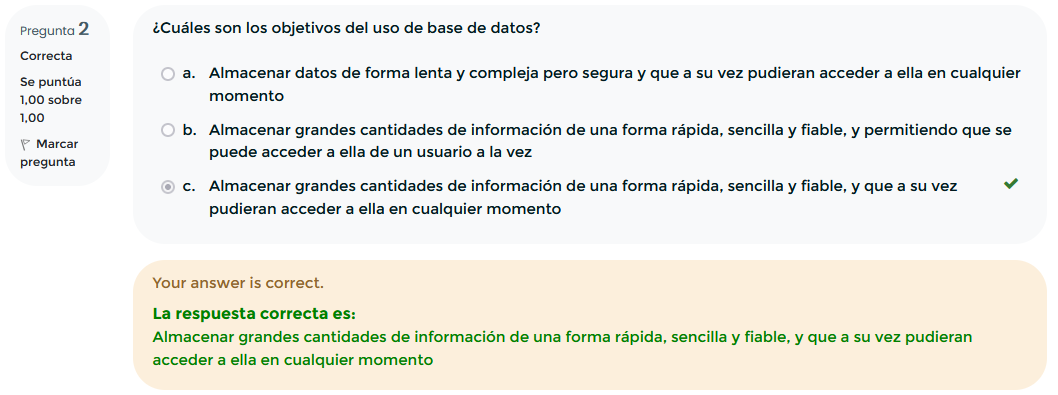 Pregunta 2
Correcta
Se puntúa
1,00 sobre
1,00
Marcar
pregunta
¿Cuáles son los objetivos del uso de base de datos?
a. Almacenar datos de forma lenta y compleja pero segura y que a su vez pudieran acceder a ella en cualquier
momento
b. Almacenar grandes cantidades de información de una forma rápida, sencilla y fiable, y permitiendo que se
puede acceder a ella de un usuario a la vez
c. Almacenar grandes cantidades de información de una forma rápida, sencilla y fiable, y que a su vez
pudieran acceder a ella en cualquier momento
Your answer is correct.
La respuesta correcta es:
Almacenar grandes cantidades de información de una forma rápida, sencilla y fiable, y que a su vez pudieran
acceder a ella en cualquier momento